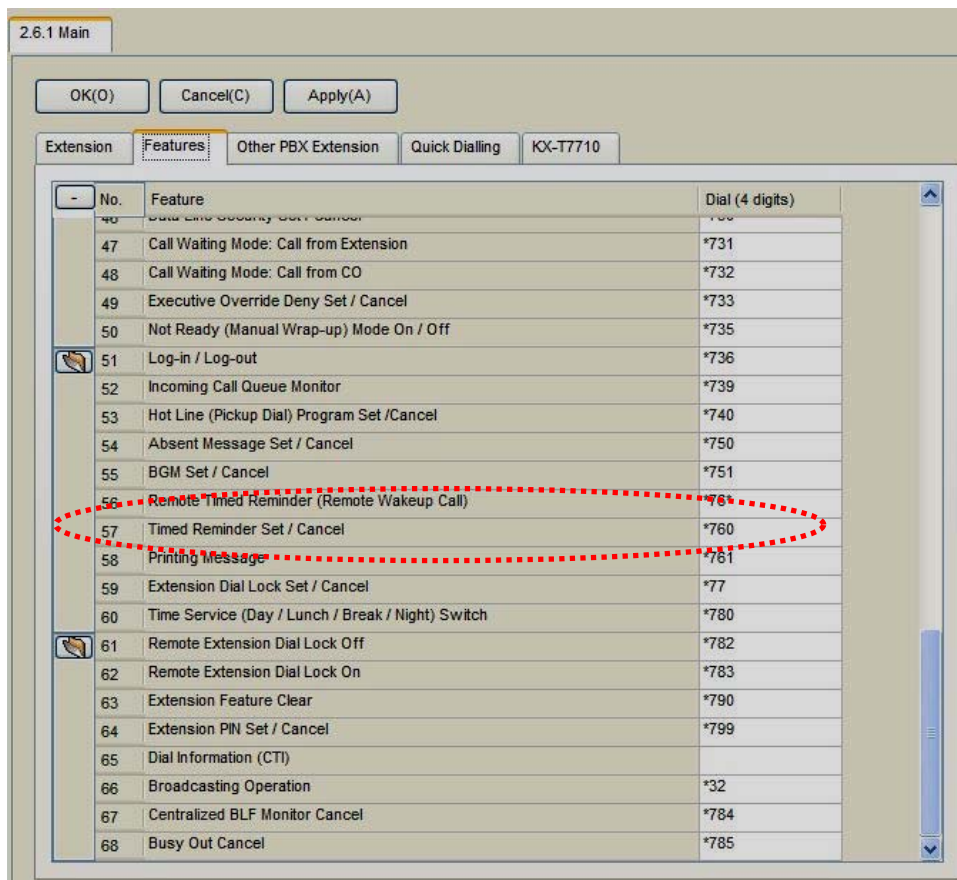 2.6.1 Main
OK(O) Cancel(C) Apply(A)
Extension Features Other PBX Extension Quick Dialling KX-T7710
- No. Feature Dial (4 digits)
47 Call Waiting Mode: Call from Extension *731
48 Call Waiting Mode: Call from CO *732
49 Executive Override Deny Set / Cancel *733
50 Not Ready (Manual Wrap-up) Mode On / Off *735
51 Log-in / Log-out *736
52 Incoming Call Queue Monitor *739
53 Hot Line (Pickup Dial) Program Set /Cancel *740
54 Absent Message Set / Cancel *750
55 BGM Set / Cancel *751
56 Remote Timed Reminder (Remote Wakeup Call) *76*
57 Timed Reminder Set / Cancel *760
58 Printing Message *761
59 Extension Dial Lock Set / Cancel *77
60 Time Service (Day / Lunch / Break / Night) Switch *780
61 Remote Extension Dial Lock Off *782
62 Remote Extension Dial Lock On *783
63 Extension Feature Clear *790
64 Extension PIN Set / Cancel *799
65 Dial Information (CTI)
66 Broadcasting Operation *32
67 Centralized BLF Monitor Cancel *784
68 Busy Out Cancel *785